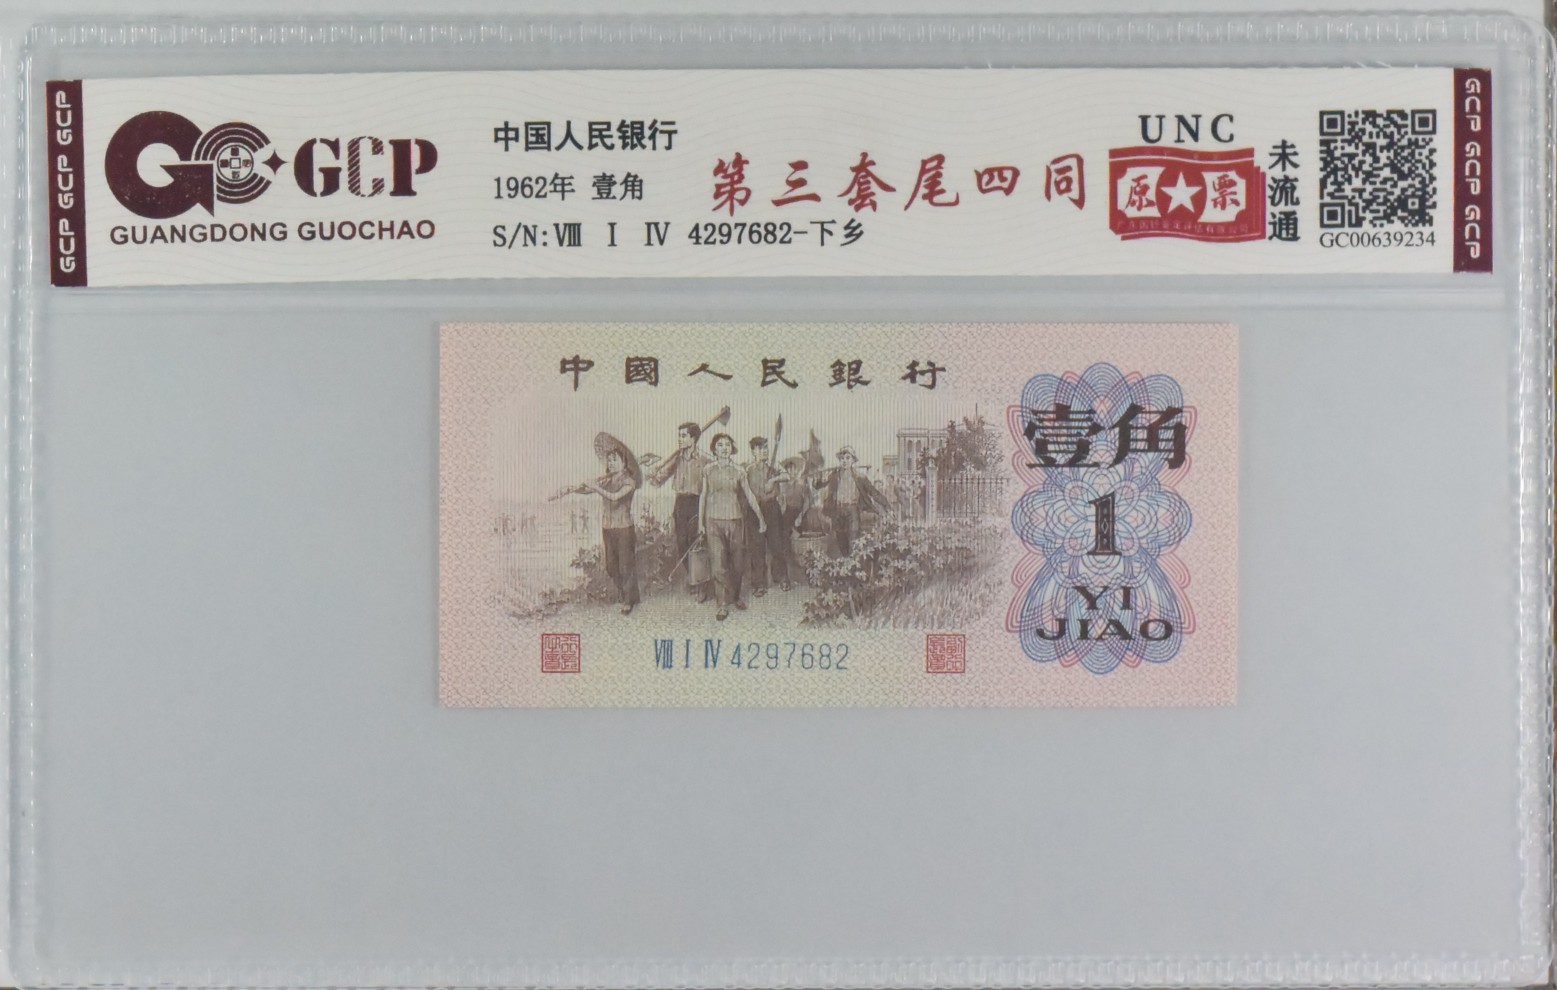 GCP GCP GCP
GCP
GUANGDONG GUOCHAO
中国人民银行
1962年 壹角
S/N:Ⅷ Ⅰ Ⅳ 4297682-下乡
第三套尾四同
UNC
原票
未流通
GC00639234
GCP GCP GCP
中國人民銀行
壹角
1
YI
JIAO
Ⅷ Ⅰ Ⅳ 4297682